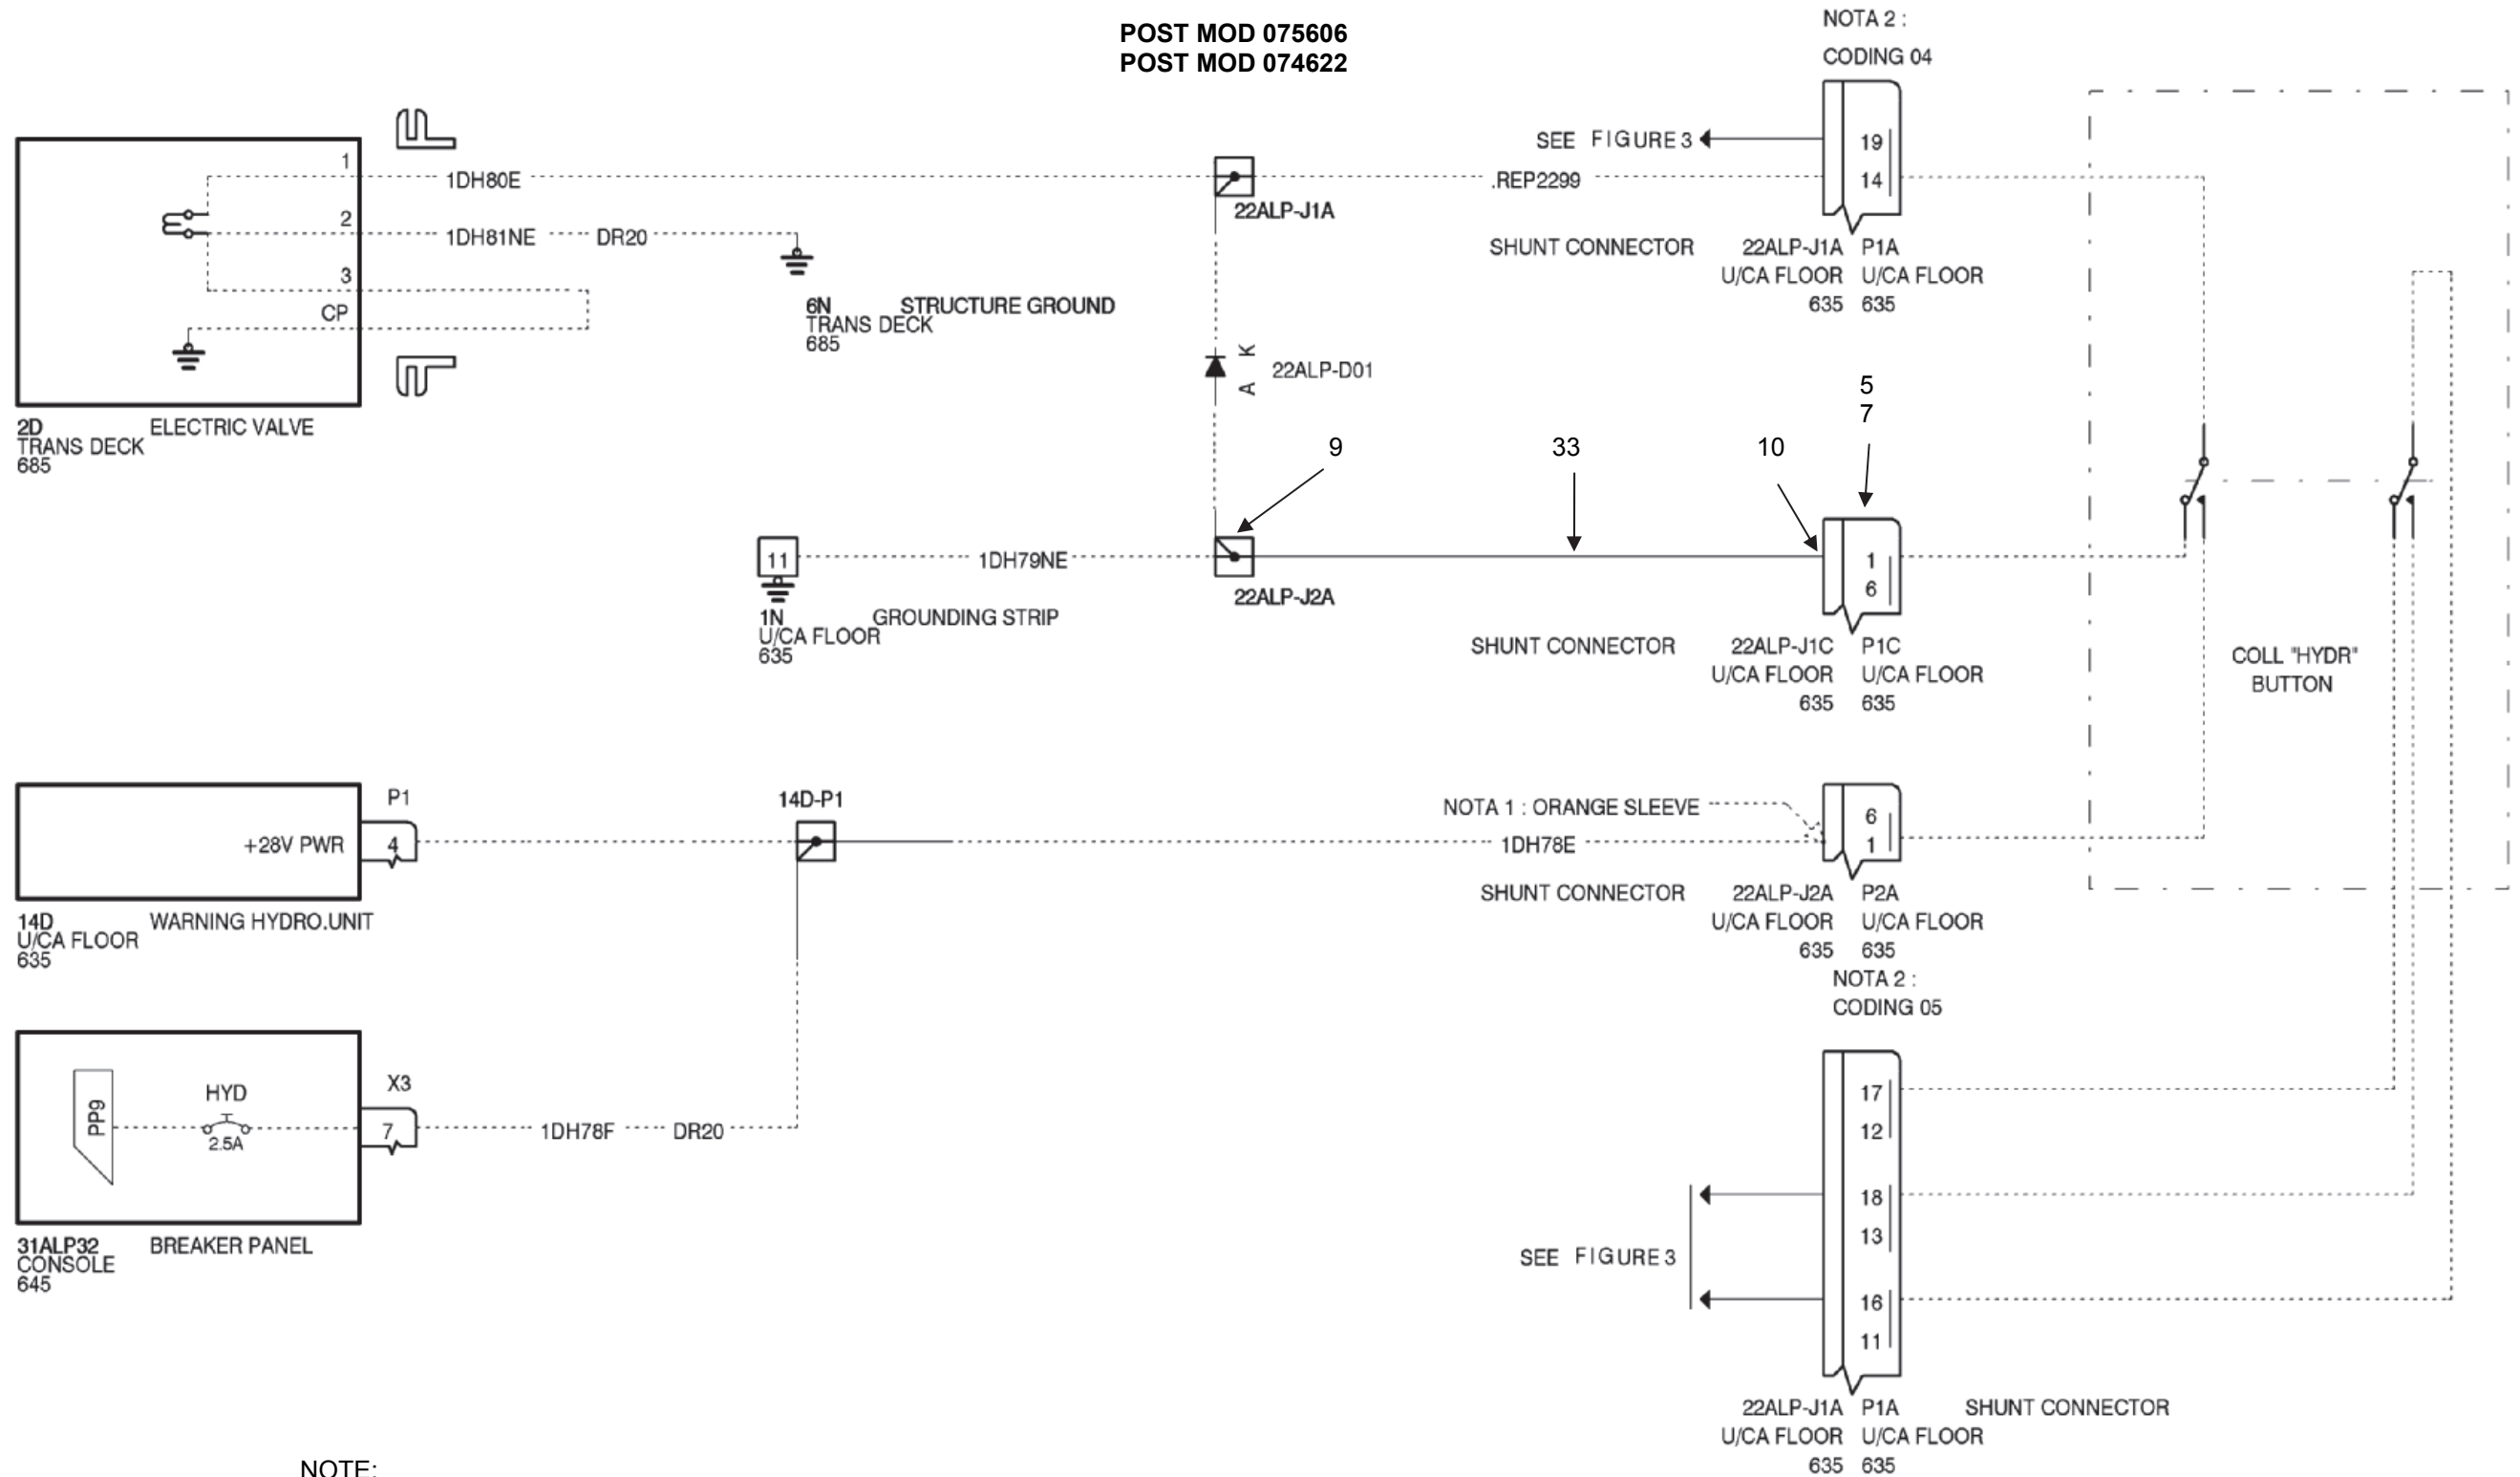 POST MOD 075606
POST MOD 074622
NOTA 2 :
CODING 04
SEE FIGURE 3
19
14
1
1DH80E
.REP2299
22ALP-J1A
2
1DH81NE
DR20
3
CP
SHUNT CONNECTOR
22ALP-J1A P1A
U/CA FLOOR U/CA FLOOR
635 635
6N STRUCTURE GROUND
TRANS DECK
685
K
A
22ALP-D01
2D ELECTRIC VALVE
TRANS DECK
685
5
7
9
33
10
11
1DH79NE
1
6
22ALP-J2A
1N GROUNDING STRIP
U/CA FLOOR
635
SHUNT CONNECTOR
22ALP-J1C P1C
U/CA FLOOR U/CA FLOOR
635 635
COLL "HYDR"
BUTTON
P1
14D-P1
+28V PWR
4
NOTA 1 : ORANGE SLEEVE
1DH78E
6
1
14D WARNING HYDRO.UNIT
U/CA FLOOR
635
SHUNT CONNECTOR
22ALP-J2A P2A
U/CA FLOOR U/CA FLOOR
635 635
NOTA 2 :
CODING 05
PP9
HYD
2.5A
X3
7
1DH78F
DR20
31ALP32 BREAKER PANEL
CONSOLE
645
17
12
18
13
SEE FIGURE 3
16
11
22ALP-J1A P1A SHUNT CONNECTOR
U/CA FLOOR U/CA FLOOR
635 635
NOTE: